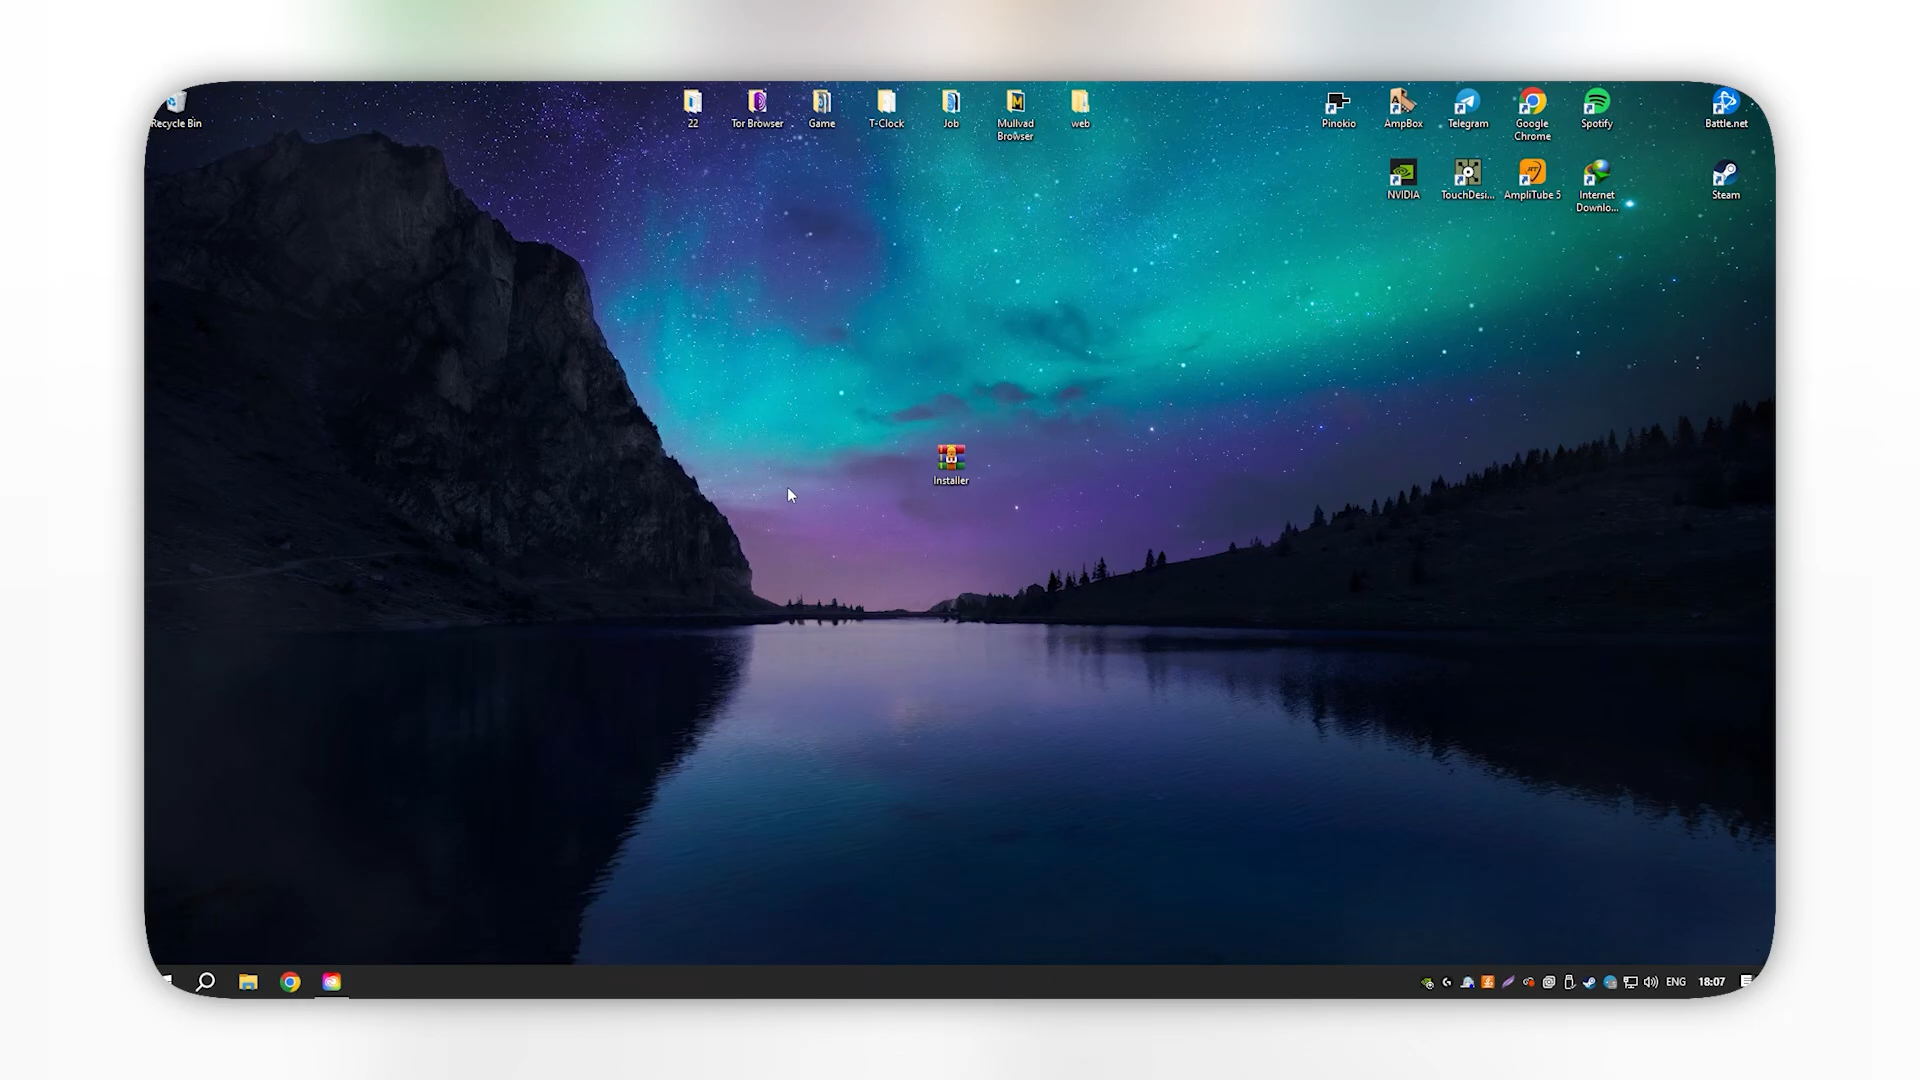 Recycle Bin
22
Tor Browser
Game
T-Clock
Job
Mullvad
Browser
web
Pinokio
AmpBox
Telegram
Google
Chrome
Spotify
Battle.net
NVIDIA
TouchDesi...
AmpliTube 5
Internet
Downlo...
Steam
Installer
ENG
18:07